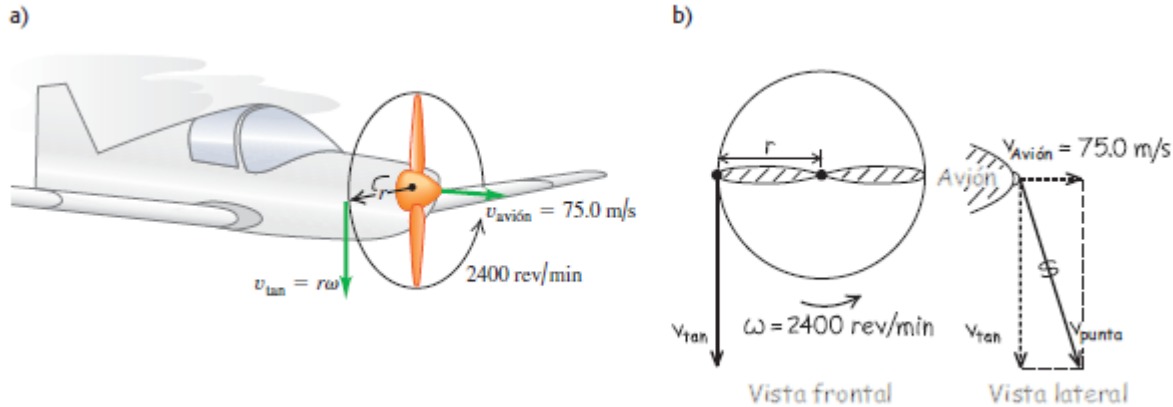 a)
r
v_avión = 75.0 m/s
2400 rev/min
v_tan = rω
b)
r
v_Avión = 75.0 m/s
Avión
v_tan
ω = 2400 rev/min
v_tan
v_punta
Vista frontal
Vista lateral